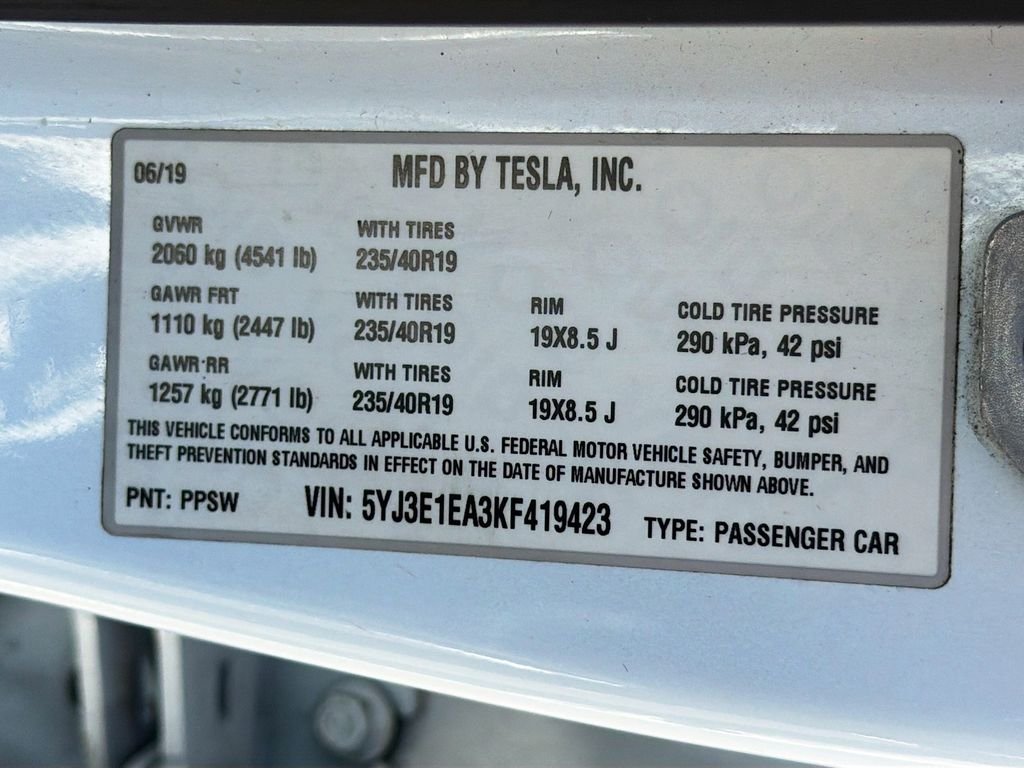 06/19 MFD BY TESLA, INC.
GVWR WITH TIRES
2060 kg (4541 lb) 235/40R19
GAWR FRT WITH TIRES RIM COLD TIRE PRESSURE
1110 kg (2447 lb) 235/40R19 19X8.5 J 290 kPa, 42 psi
GAWR RR WITH TIRES RIM COLD TIRE PRESSURE
1257 kg (2771 lb) 235/40R19 19X8.5 J 290 kPa, 42 psi
THIS VEHICLE CONFORMS TO ALL APPLICABLE U.S. FEDERAL MOTOR VEHICLE SAFETY, BUMPER, AND
THEFT PREVENTION STANDARDS IN EFFECT ON THE DATE OF MANUFACTURE SHOWN ABOVE.
PNT: PPSW VIN: 5YJ3E1EA3KF419423 TYPE: PASSENGER CAR